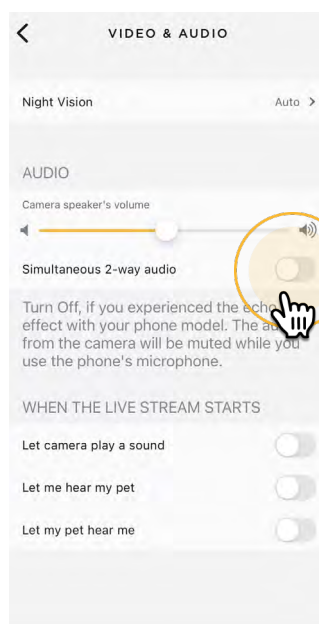 VIDEO & AUDIO
Night Vision Auto
AUDIO
Camera speaker's volume
Simultaneous 2-way audio
Turn Off, if you experienced the echo
effect with your phone model. The
from the camera will be muted while you
use the phone's microphone.
WHEN THE LIVE STREAM STARTS
Let camera play a sound
Let me hear my pet
Let my pet hear me